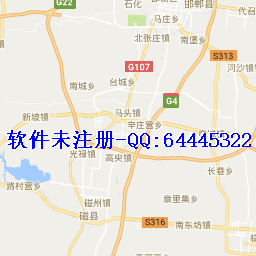 G22
石化
邯郸县
马庄乡
代召
北张庄镇
南堡乡
S313
G107
河沙镇镇
台城乡
南城乡
G4
马头镇
新坡镇
辛庄营乡
软件未注册-QQ:64445322
光禄镇
高臾镇
路村营乡
长巷乡
章里集乡
磁州镇
磁县
S316
南东坊镇
临